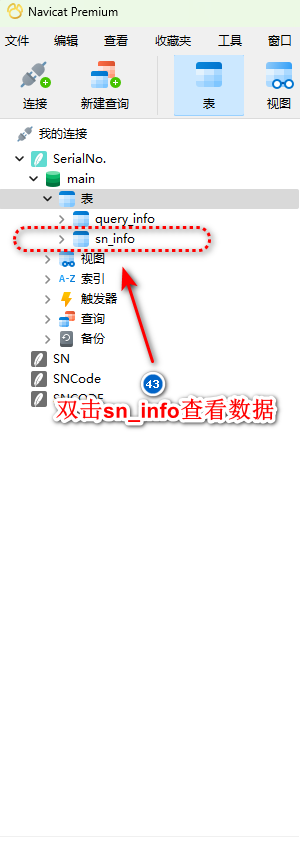 Navicat Premium
文件 编辑 查看 收藏夹 工具 窗口
连接 新建查询 表 视图
我的连接
SerialNo.
main
表
query_info
sn_info
视图
A-Z 索引
触发器
查询
备份
SN
SNCode
SNCODE
43
双击sn_info查看数据